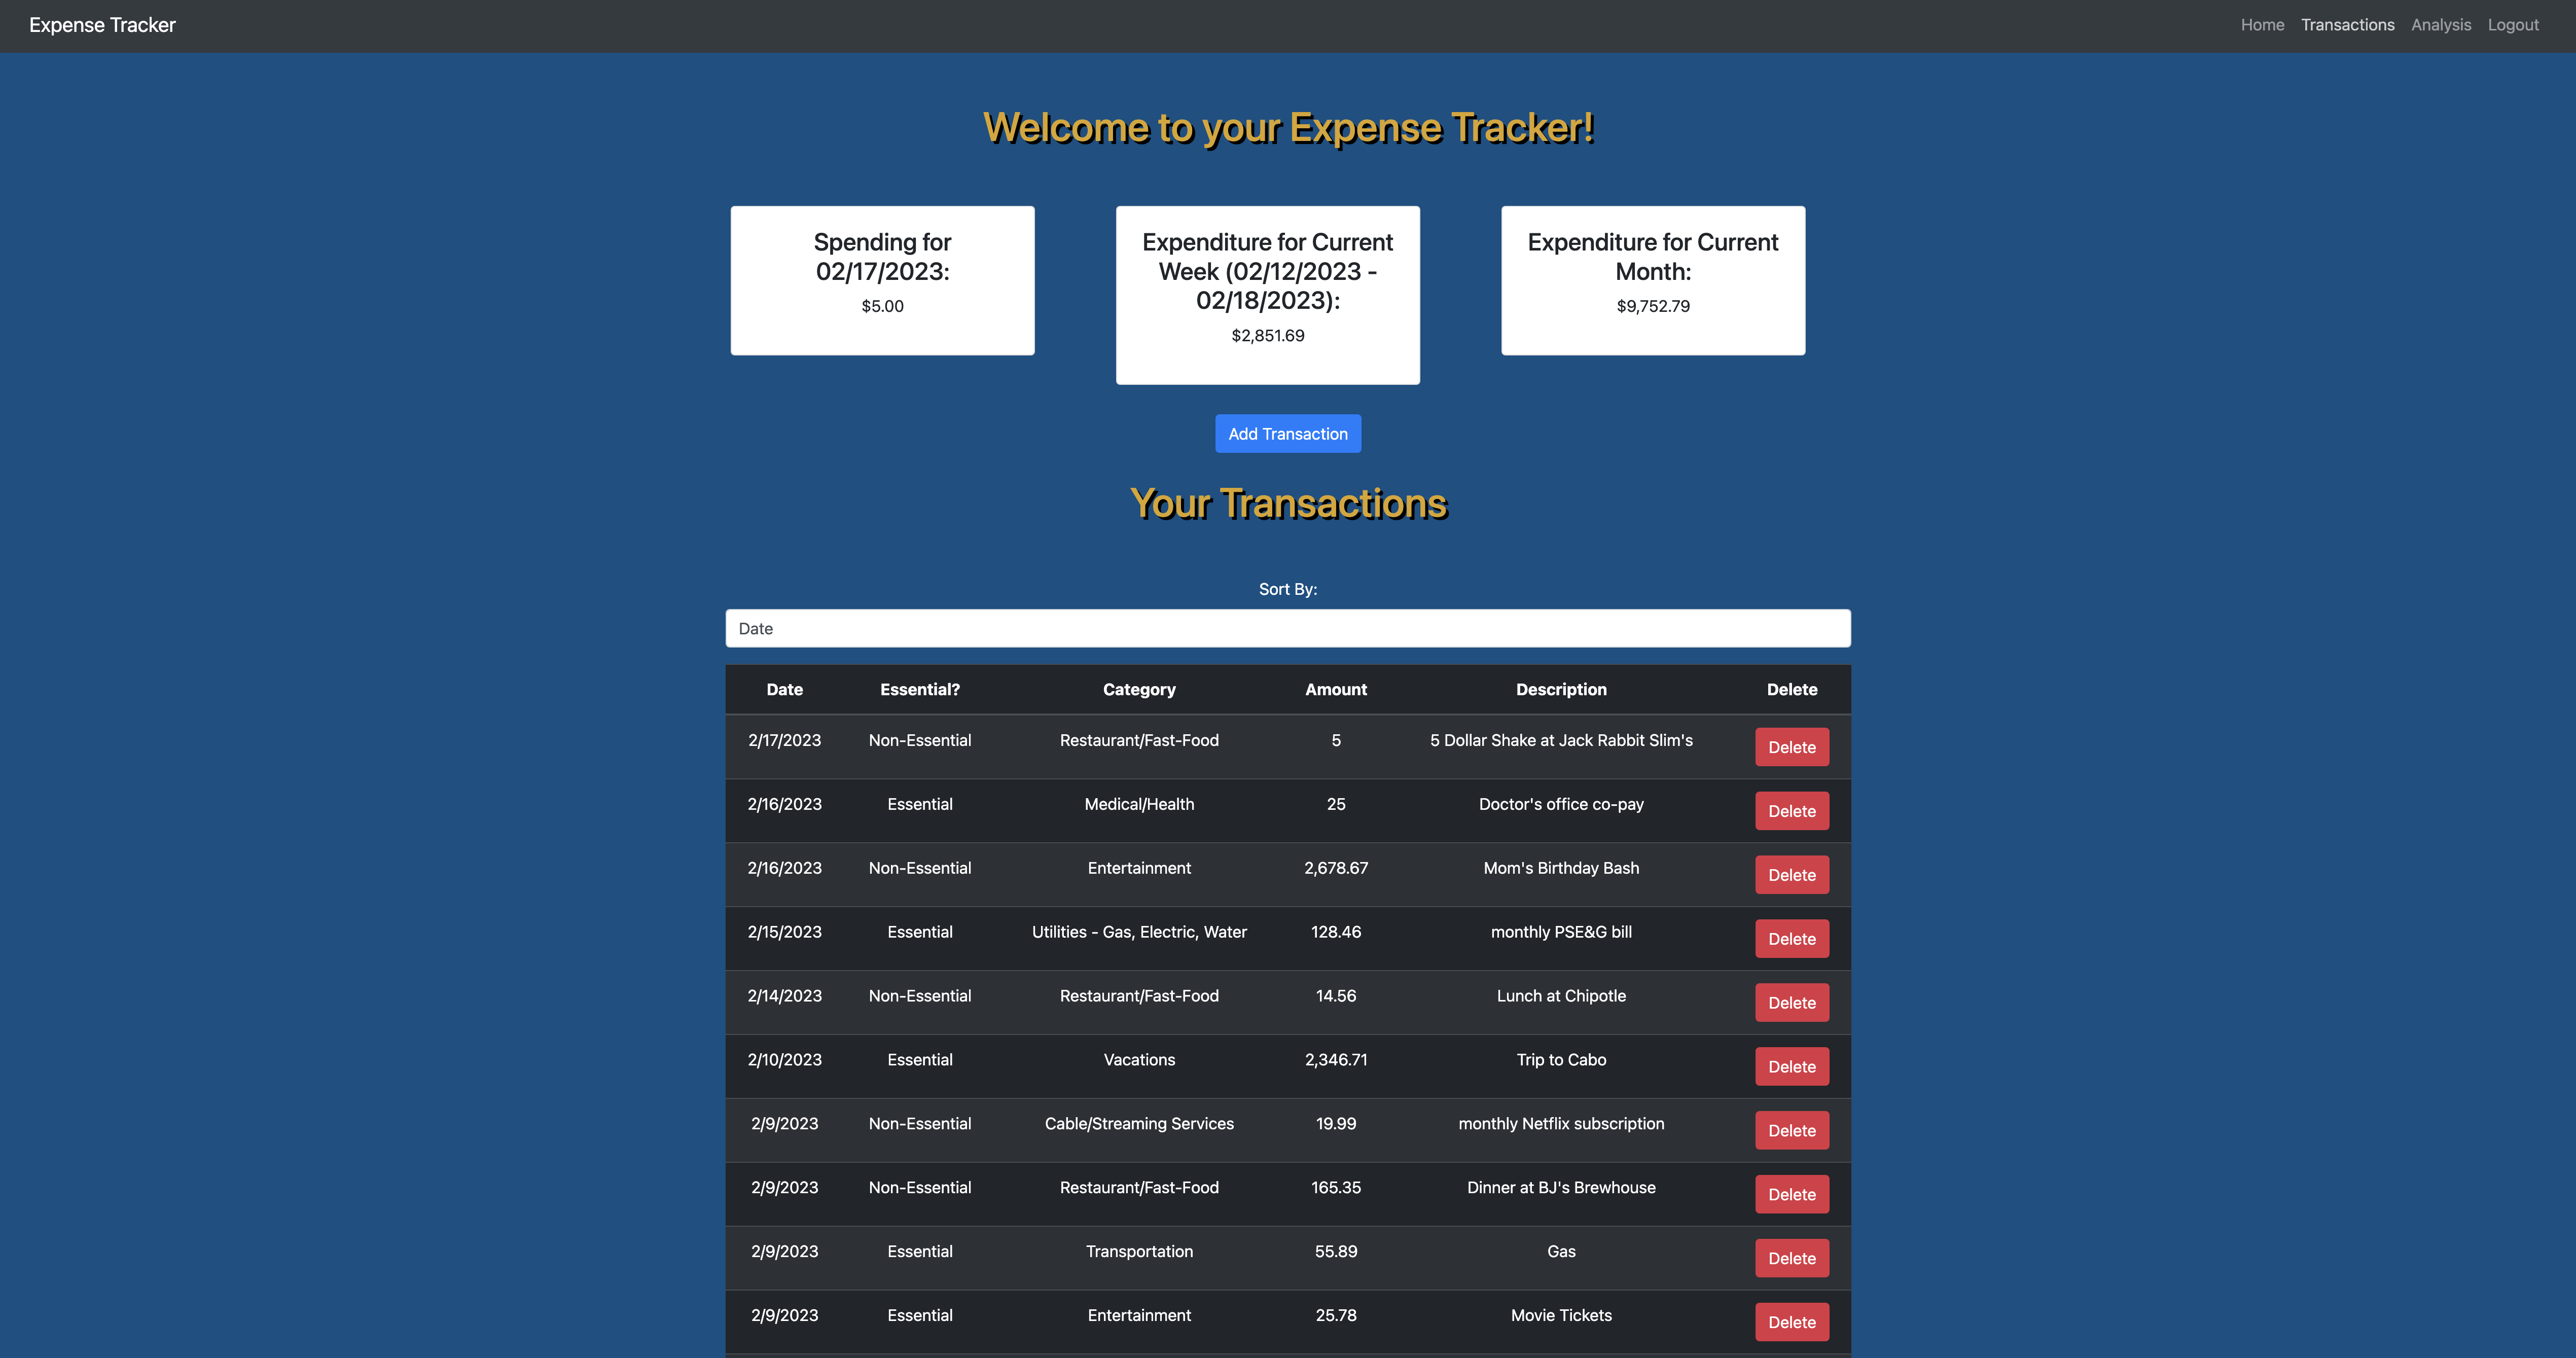 Expense Tracker Home Transactions Analysis Logout
Welcome to your Expense Tracker!
Spending for
02/17/2023:
$5.00
Expenditure for Current
Week (02/12/2023 -
02/18/2023):
$2,851.69
Expenditure for Current
Month:
$9,752.79
Add Transaction
Your Transactions
Sort By:
Date
Date Essential? Category Amount Description Delete
2/17/2023 Non-Essential Restaurant/Fast-Food 5 5 Dollar Shake at Jack Rabbit Slim's Delete
2/16/2023 Essential Medical/Health 25 Doctor's office co-pay Delete
2/16/2023 Non-Essential Entertainment 2,678.67 Mom's Birthday Bash Delete
2/15/2023 Essential Utilities - Gas, Electric, Water 128.46 monthly PSE&G bill Delete
2/14/2023 Non-Essential Restaurant/Fast-Food 14.56 Lunch at Chipotle Delete
2/10/2023 Essential Vacations 2,346.71 Trip to Cabo Delete
2/9/2023 Non-Essential Cable/Streaming Services 19.99 monthly Netflix subscription Delete
2/9/2023 Non-Essential Restaurant/Fast-Food 165.35 Dinner at BJ's Brewhouse Delete
2/9/2023 Essential Transportation 55.89 Gas Delete
2/9/2023 Essential Entertainment 25.78 Movie Tickets Delete